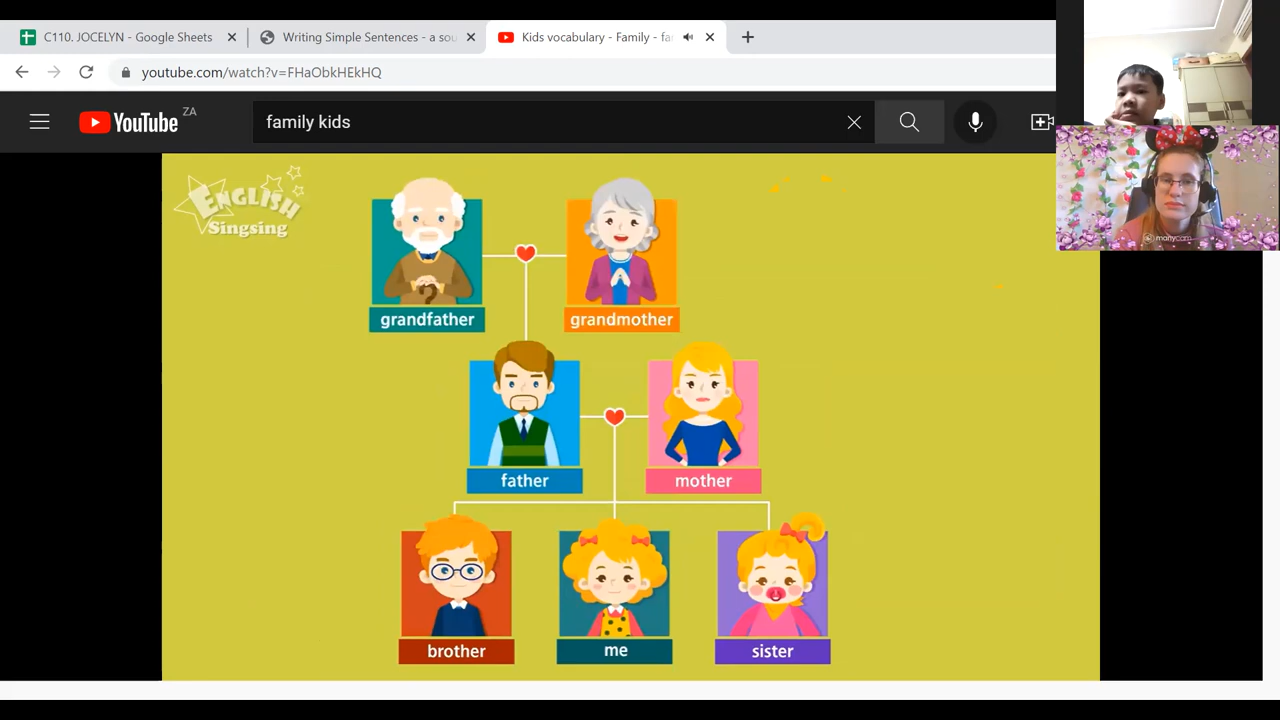 C110. JOCELYN - Google Sheets
Writing Simple Sentences - a sou
Kids vocabulary - Family - fa
youtube.com/watch?v=FHaObkHEkHQ
YouTube ZA
family kids
ENGLISH
Singsing
grandfather
grandmother
father
mother
brother
me
sister
manycam